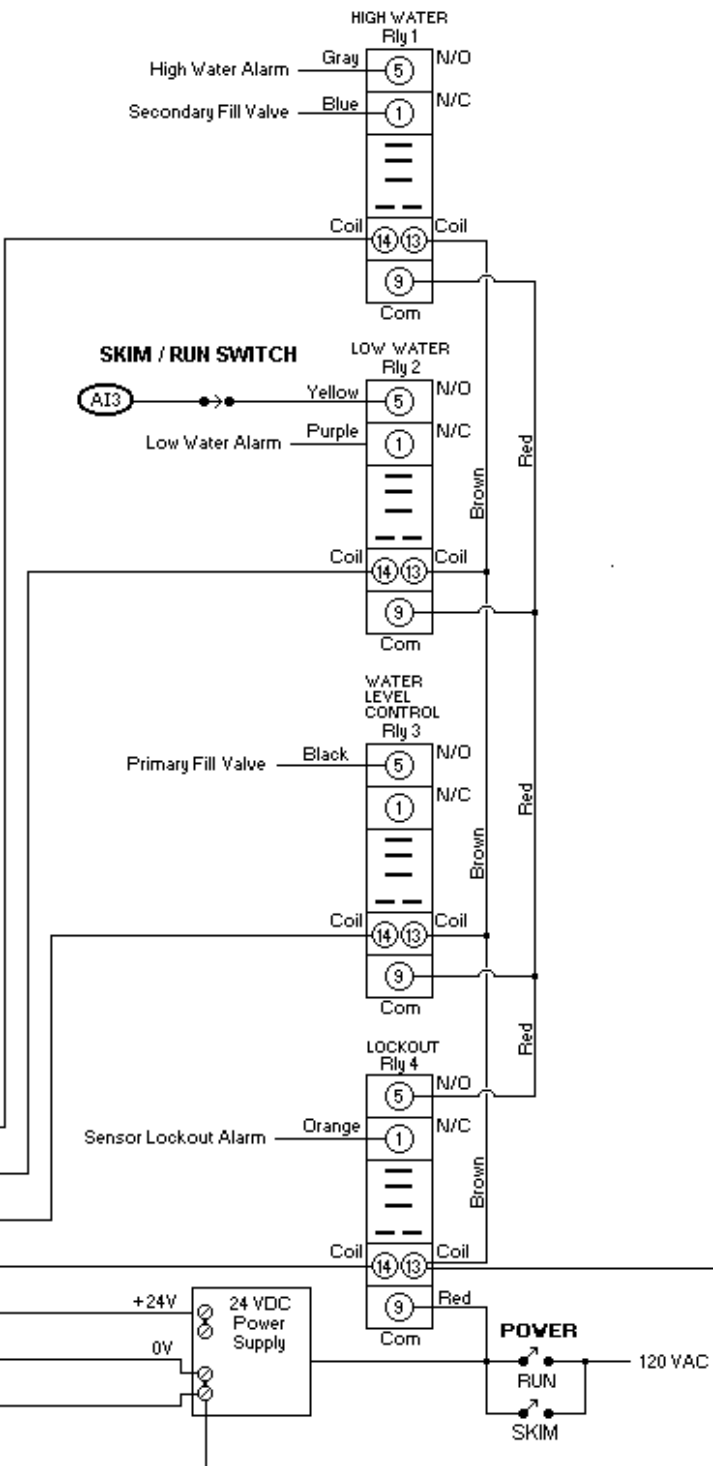 HIGH WATER
Rly 1
Gray
N/O
High Water Alarm
5
Blue
N/C
Secondary Fill Valve
1
Coil
14 13
Coil
9
Com
SKIM / RUN SWITCH
LOW WATER
Rly 2
AI3
Yellow
5
N/O
Low Water Alarm
Purple
1
N/C
Red
Brown
Coil
14 13
Coil
9
Com
WATER
LEVEL
CONTROL
Rly 3
Primary Fill Valve
Black
5
N/O
1
N/C
Red
Brown
Coil
14 13
Coil
9
Com
Red
LOCKOUT
Rly 4
5
N/O
Sensor Lockout Alarm
Orange
1
N/C
Brown
Coil
14 13
Coil
+24V
24 VDC
Power
Supply
0V
9
Red
Com
POWER
120 VAC
RUN
SKIM